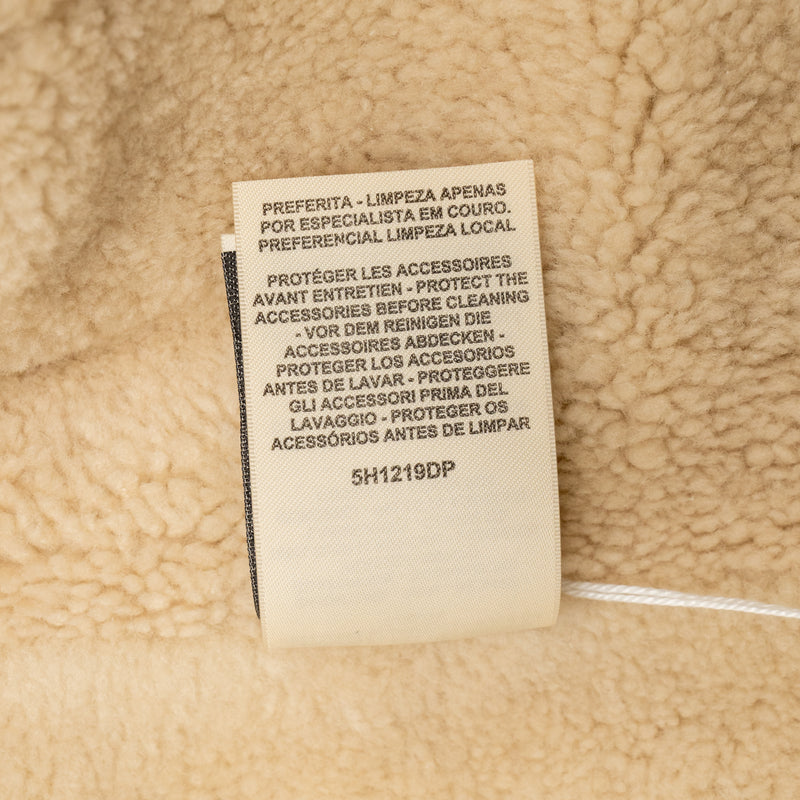 PREFERITA - LIMPEZA APENAS
POR ESPECIALISTA EM COURO.
PREFERENCIAL LIMPEZA LOCAL
PROTÉGER LES ACCESSOIRES
AVANT ENTRETIEN - PROTECT THE
ACCESSORIES BEFORE CLEANING
- VOR DEM REINIGEN DIE
ACCESSOIRES ABDECKEN -
PROTEGER LOS ACCESORIOS
ANTES DE LAVAR - PROTEGGERE
GLI ACCESSORI PRIMA DEL
LAVAGGIO - PROTEGER OS
ACESSÓRIOS ANTES DE LIMPAR
5H1219DP